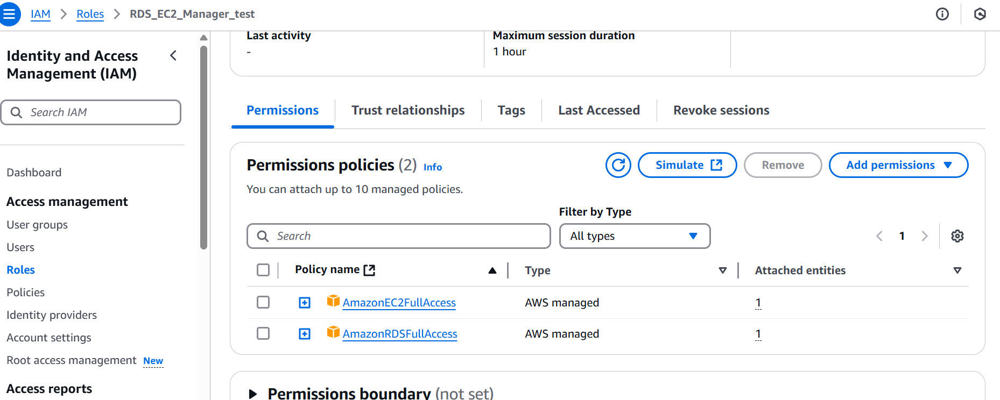 IAM > Roles > RDS_EC2_Manager_test
Identity and Access
Management (IAM)
Search IAM
Dashboard
Access management
User groups
Users
Roles
Policies
Identity providers
Account settings
Root access management New
Access reports
Last activity
-
Maximum session duration
1 hour
Permissions Trust relationships Tags Last Accessed Revoke sessions
Permissions policies (2) Info
Simulate Remove Add permissions
You can attach up to 10 managed policies.
Filter by Type
Search All types 1
Policy name Type Attached entities
AmazonEC2FullAccess AWS managed 1
AmazonRDSFullAccess AWS managed 1
Permissions boundary (not set)